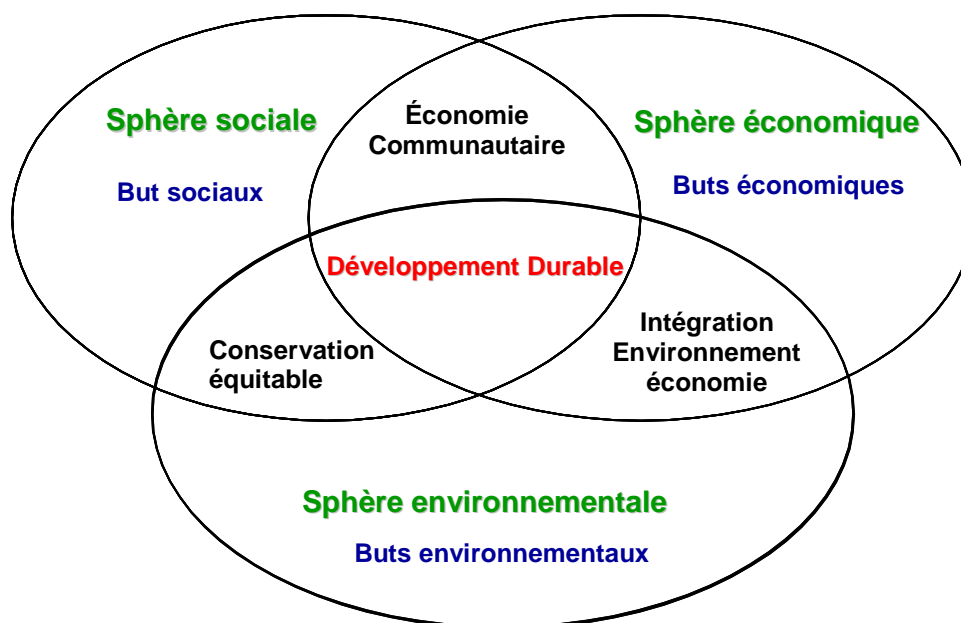 Sphère sociale
But sociaux
Économie
Communautaire
Sphère économique
Buts économiques
Développement Durable
Conservation
équitable
Intégration
Environnement
économie
Sphère environnementale
Buts environnementaux